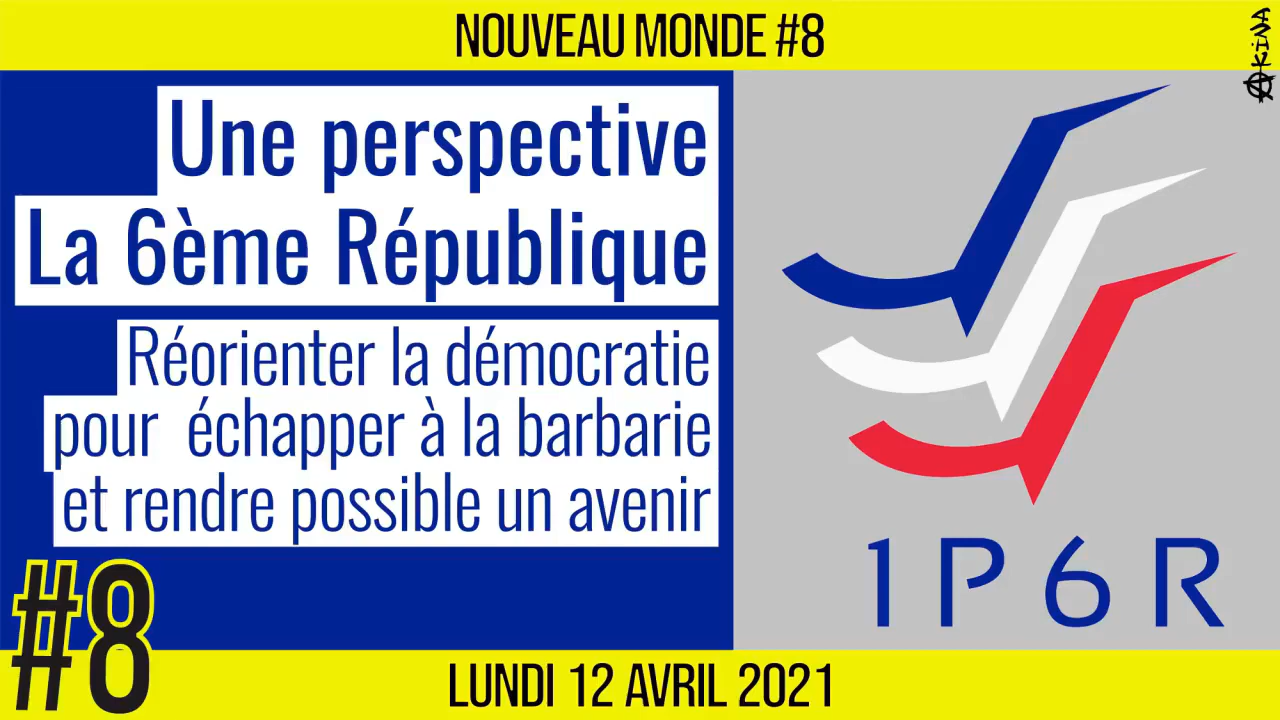 NOUVEAU MONDE #8
AKINA
Une perspective
La 6ème République
Réorienter la démocratie
pour échapper à la barbarie
et rendre possible un avenir
1P6R
#8
LUNDI 12 AVRIL 2021